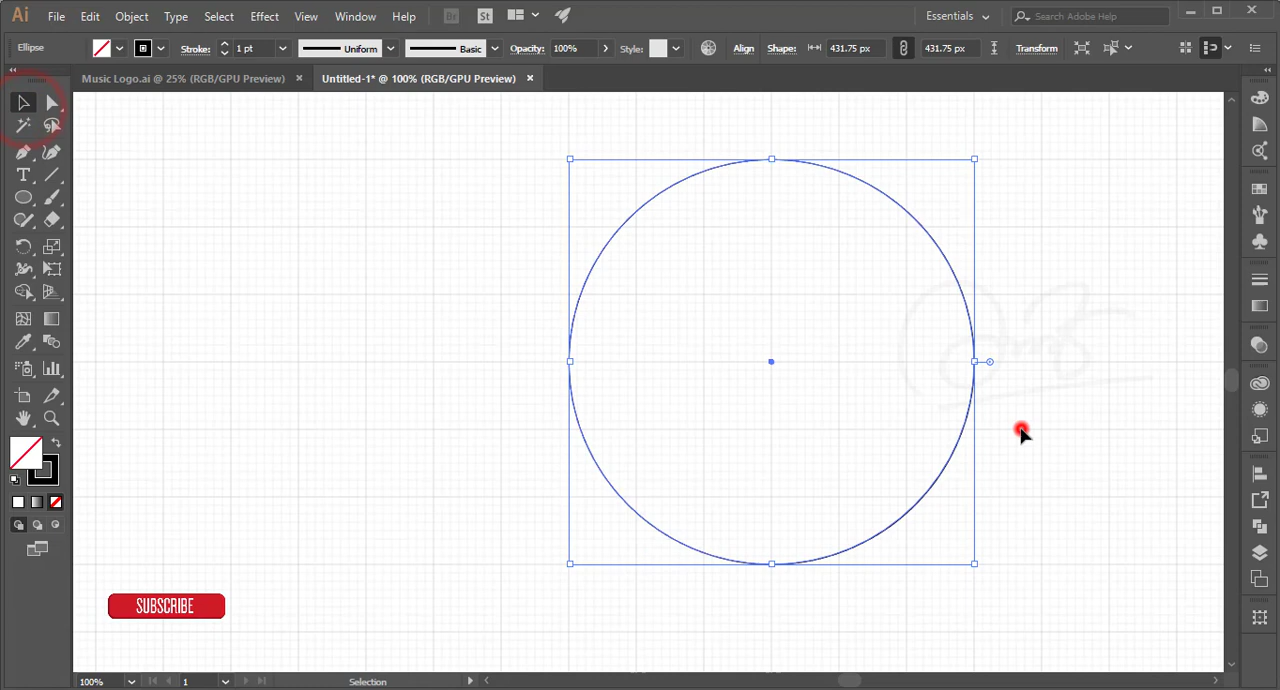 Ai File Edit Object Type Select Effect View Window Help Br St Essentials Search Adobe Help
Ellipse Stroke: 1 pt Uniform Basic Opacity: 100% Style: Align Shape: 431.75 px 431.75 px Transform
Music Logo.ai @ 25% (RGB/GPU Preview) × Untitled-1* @ 100% (RGB/GPU Preview) ×
SUBSCRIBE
100% 1 Selection